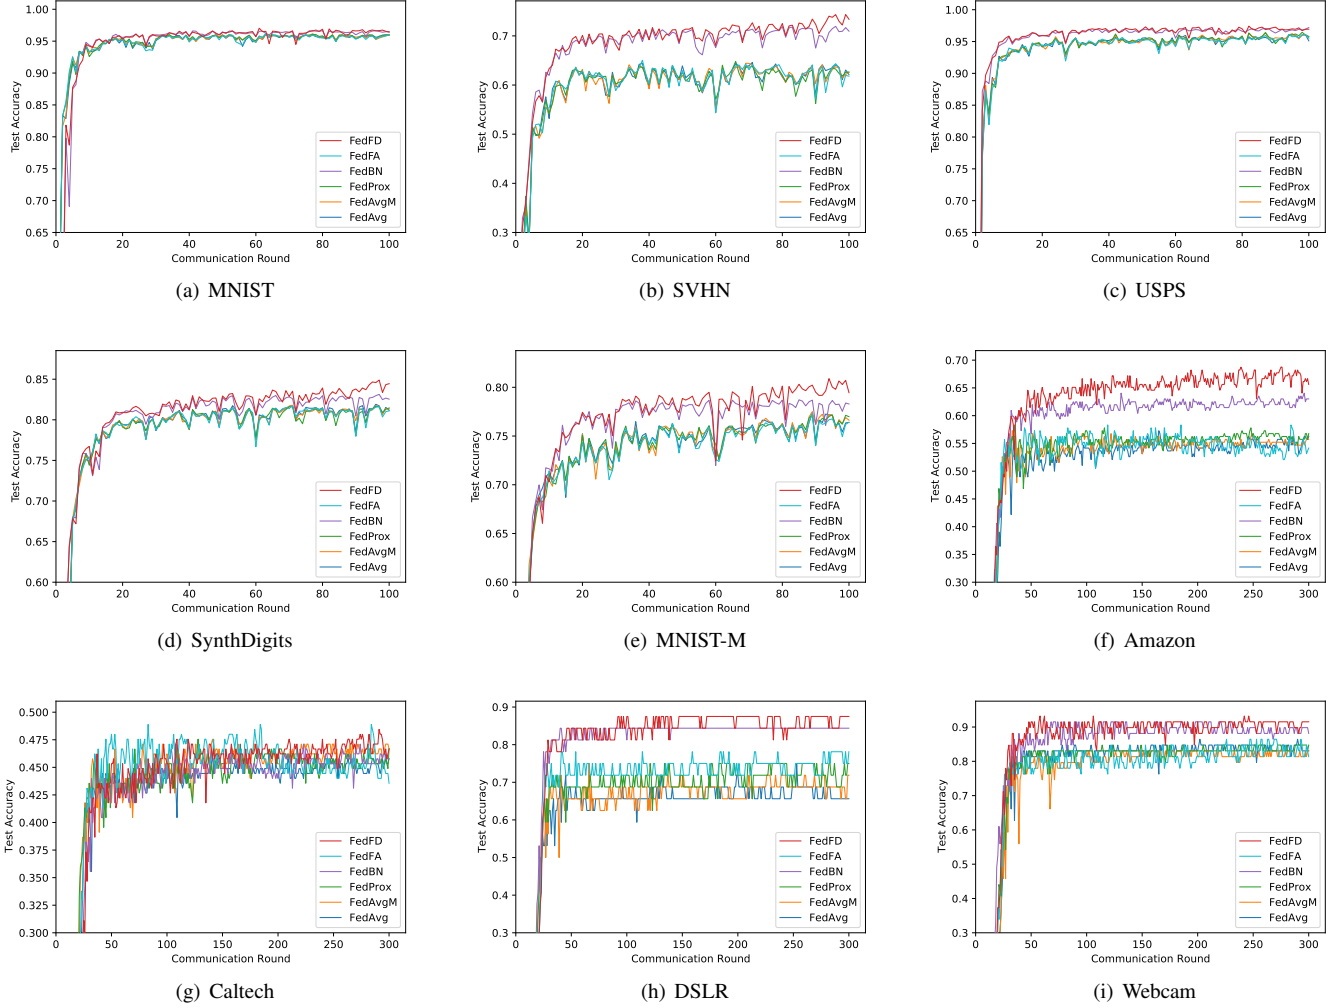 1.00
0.95
0.90
0.85
0.80
0.75
0.70
0.65
Test Accuracy
0
20
40
60
80
100
Communication Round
FedFD
FedFA
FedBN
FedProx
FedAvgM
FedAvg
(a) MNIST
0.7
0.6
0.5
0.4
0.3
Test Accuracy
0
20
40
60
80
100
Communication Round
FedFD
FedFA
FedBN
FedProx
FedAvgM
FedAvg
(b) SVHN
1.00
0.95
0.90
0.85
0.80
0.75
0.70
0.65
Test Accuracy
0
20
40
60
80
100
Communication Round
FedFD
FedFA
FedBN
FedProx
FedAvgM
FedAvg
(c) USPS
0.85
0.80
0.75
0.70
0.65
0.60
Test Accuracy
0
20
40
60
80
100
Communication Round
FedFD
FedFA
FedBN
FedProx
FedAvgM
FedAvg
(d) SynthDigits
0.80
0.75
0.70
0.65
0.60
Test Accuracy
0
20
40
60
80
100
Communication Round
FedFD
FedFA
FedBN
FedProx
FedAvgM
FedAvg
(e) MNIST-M
0.70
0.65
0.60
0.55
0.50
0.45
0.40
0.35
0.30
Test Accuracy
0
50
100
150
200
250
300
Communication Round
FedFD
FedFA
FedBN
FedProx
FedAvgM
FedAvg
(f) Amazon
0.500
0.475
0.450
0.425
0.400
0.375
0.350
0.325
0.300
Test Accuracy
0
50
100
150
200
250
300
Communication Round
FedFD
FedFA
FedBN
FedProx
FedAvgM
FedAvg
(g) Caltech
0.9
0.8
0.7
0.6
0.5
0.4
0.3
Test Accuracy
0
50
100
150
200
250
300
Communication Round
FedFD
FedFA
FedBN
FedProx
FedAvgM
FedAvg
(h) DSLR
0.9
0.8
0.7
0.6
0.5
0.4
0.3
Test Accuracy
0
50
100
150
200
250
300
Communication Round
FedFD
FedFA
FedBN
FedProx
FedAvgM
FedAvg
(i) Webcam